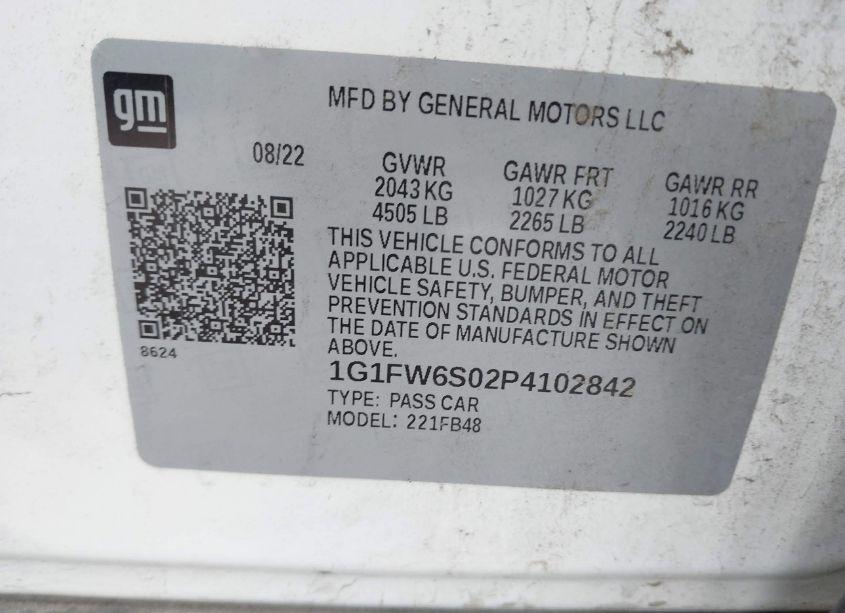 gm
MFD BY GENERAL MOTORS LLC
08/22
GVWR
2043 KG
4505 LB
GAWR FRT
1027 KG
2265 LB
GAWR RR
1016 KG
2240 LB
THIS VEHICLE CONFORMS TO ALL
APPLICABLE U.S. FEDERAL MOTOR
VEHICLE SAFETY, BUMPER, AND THEFT
PREVENTION STANDARDS IN EFFECT ON
THE DATE OF MANUFACTURE SHOWN
ABOVE.
8624
1G1FW6S02P4102842
TYPE: PASS CAR
MODEL: 221FB48